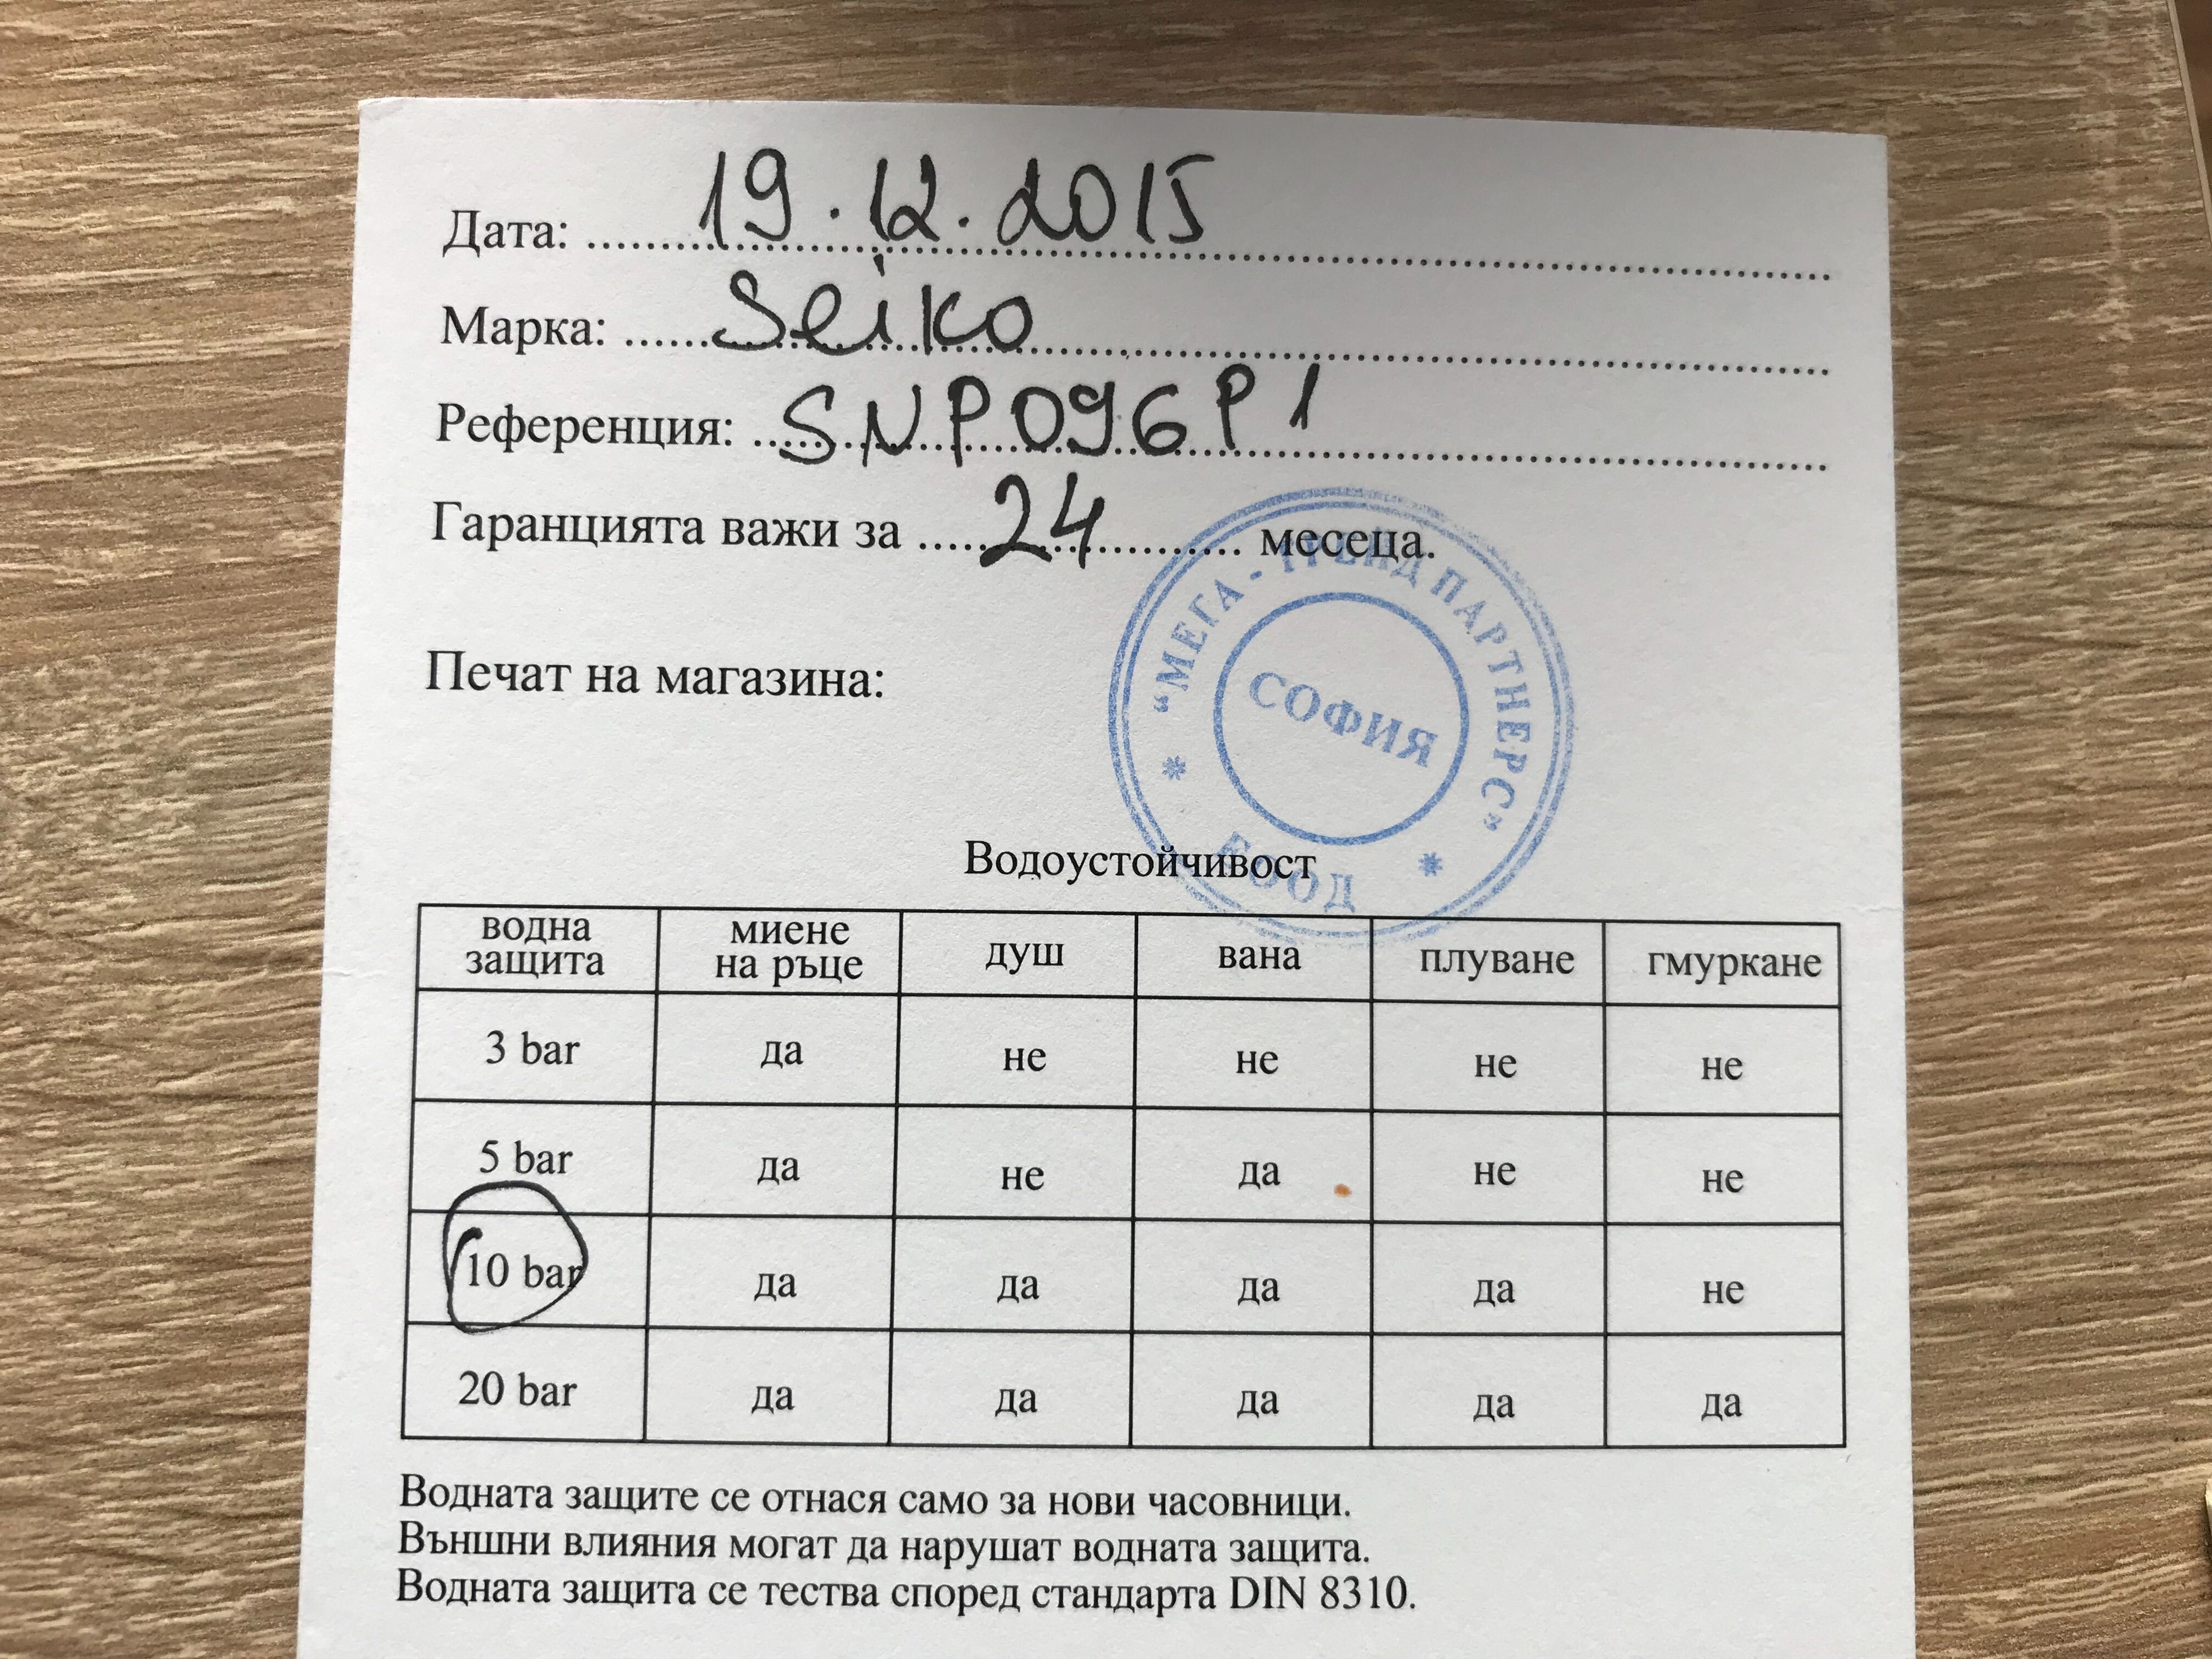 Дата: 19.12.2015
Марка: Seiko
Референция: SNP096P1
Гаранцията важи за 24 месеца.
Печат на магазина:
"МЕГА - ТРЕНД ПАРТНЕРС"
СОФИЯ
ЕООД
Водоустойчивост
водна защита миене на ръце душ вана плуване гмуркане
3 bar да не не не не
5 bar да не да не не
10 bar да да да да не
20 bar да да да да да
Водната защите се отнася само за нови часовници.
Външни влияния могат да нарушат водната защита.
Водната защита се тества според стандарта DIN 8310.